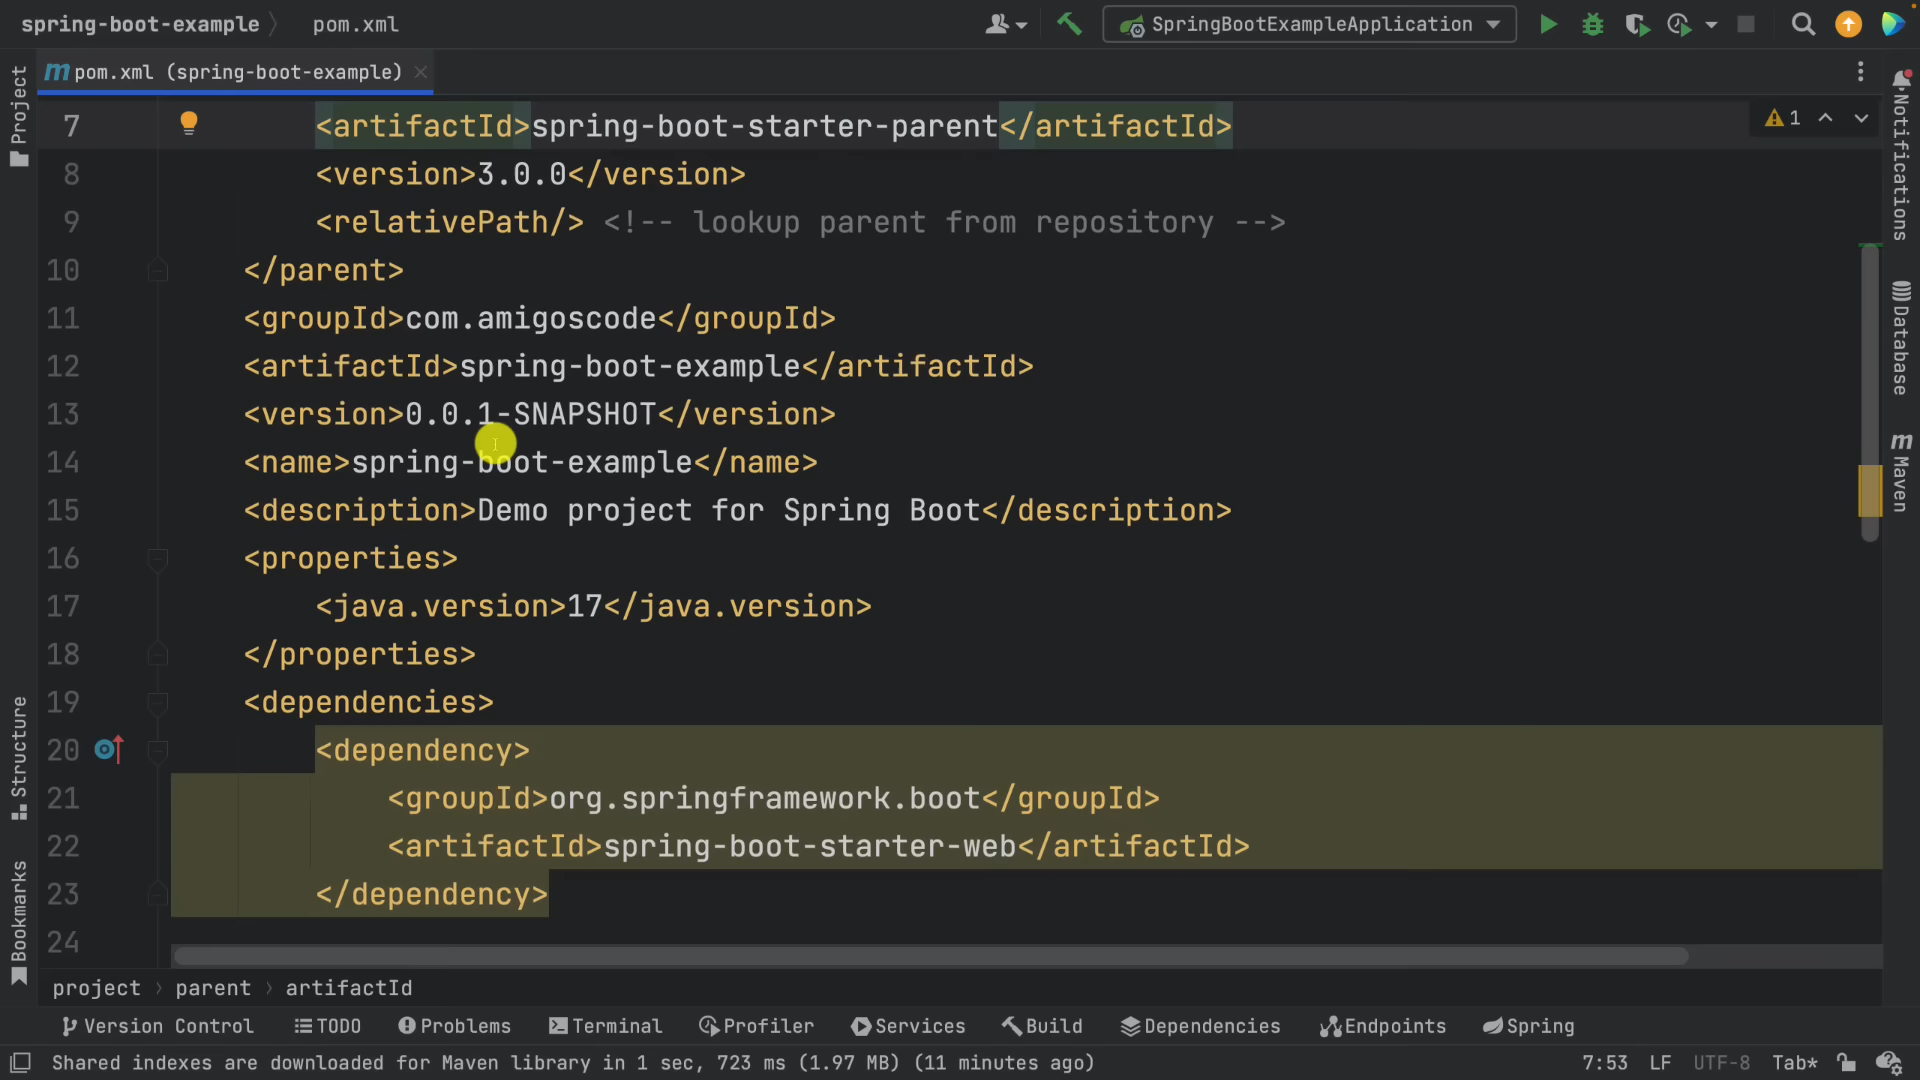 spring-boot-example pom.xml
SpringBootExampleApplication
pom.xml (spring-boot-example)
Project
Structure
Bookmarks
7 <artifactId>spring-boot-starter-parent</artifactId>
1
8 <version>3.0.0</version>
9 <relativePath/> <!-- lookup parent from repository -->
10 </parent>
11 <groupId>com.amigoscode</groupId>
12 <artifactId>spring-boot-example</artifactId>
13 <version>0.0.1-SNAPSHOT</version>
14 <name>spring-boot-example</name>
15 <description>Demo project for Spring Boot</description>
16 <properties>
17 <java.version>17</java.version>
18 </properties>
19 <dependencies>
20 <dependency>
21 <groupId>org.springframework.boot</groupId>
22 <artifactId>spring-boot-starter-web</artifactId>
23 </dependency>
24
Notifications
Database
m Maven
project › parent › artifactId
Version Control TODO Problems Terminal Profiler Services Build Dependencies Endpoints Spring
Shared indexes are downloaded for Maven library in 1 sec, 723 ms (1.97 MB) (11 minutes ago) 7:53 LF UTF-8 Tab*